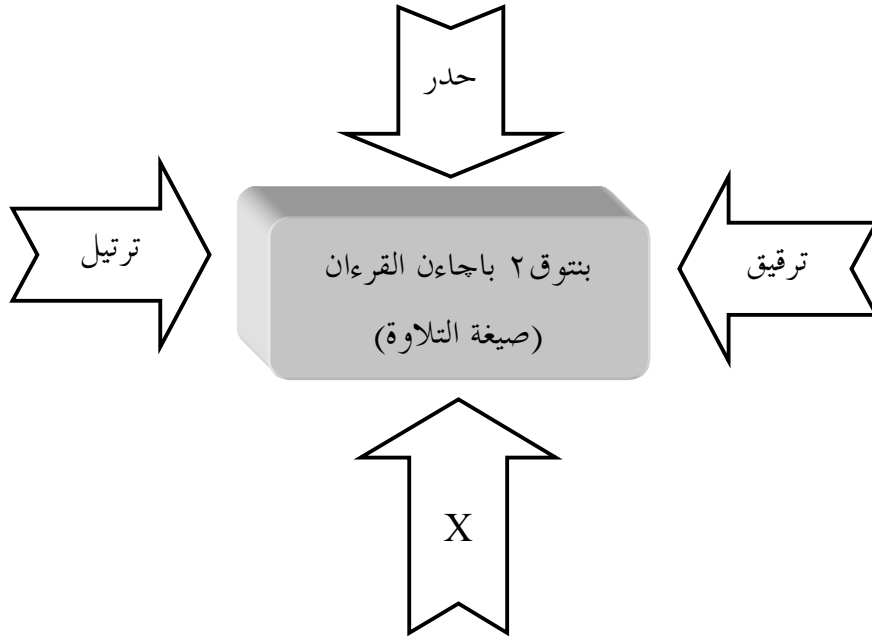 حدر
ترتيل
بنتوق٢ باچاءن القرءان
(صيغة التلاوة)
ترقيق
X